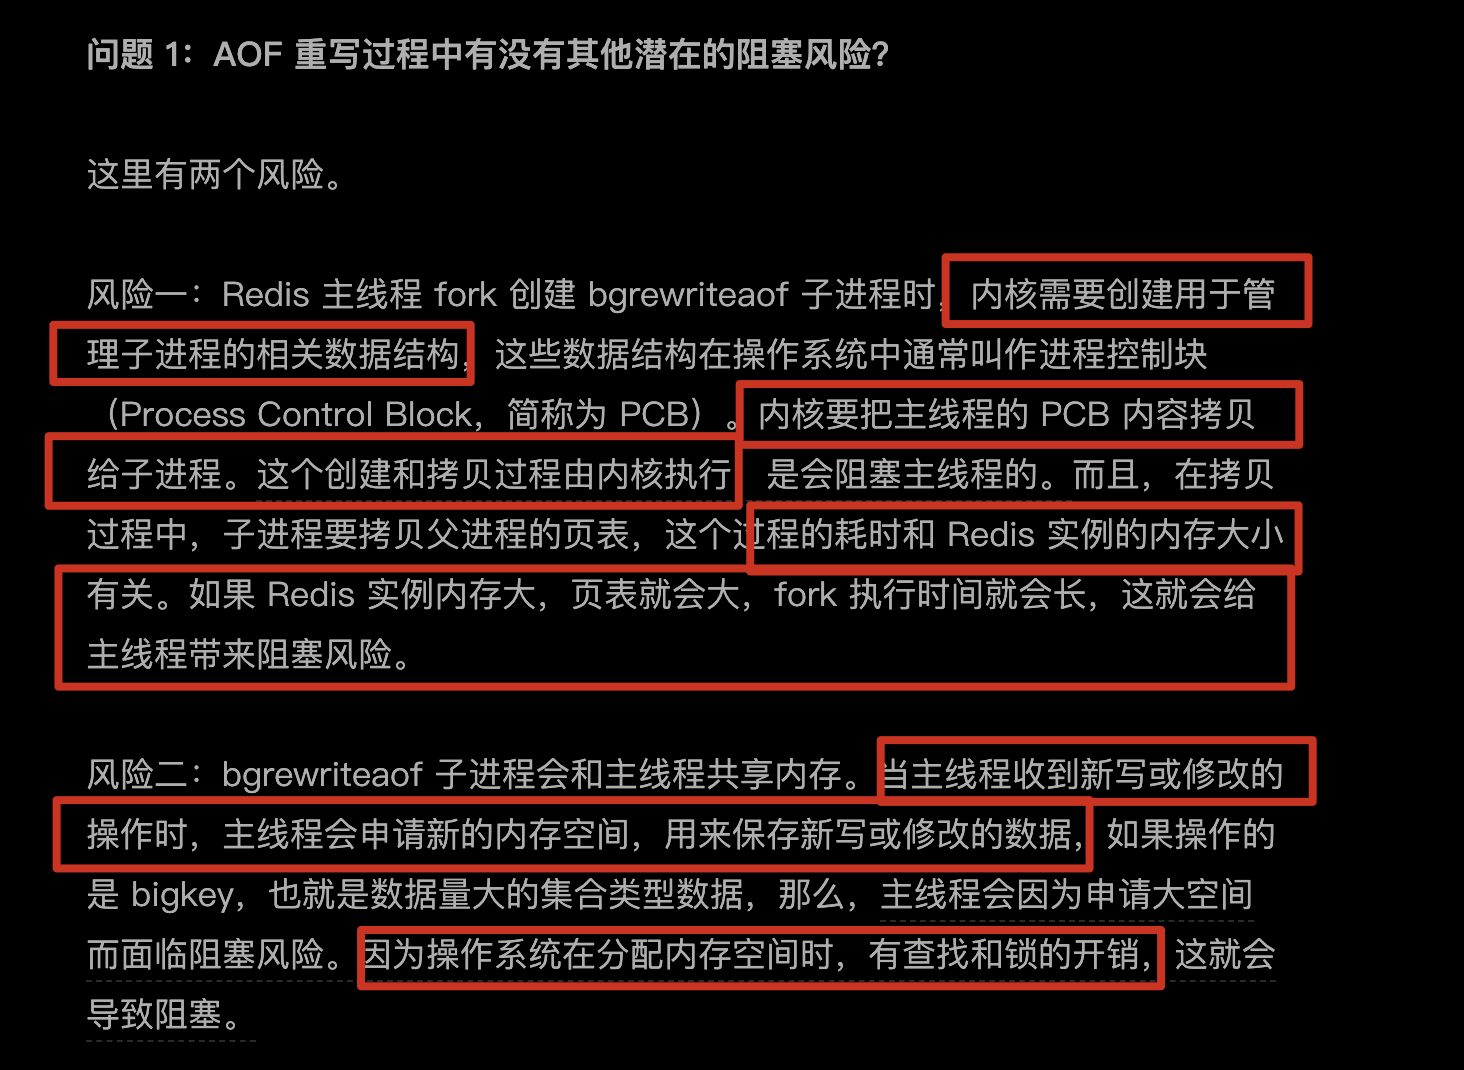 问题 1：AOF 重写过程中有没有其他潜在的阻塞风险？
这里有两个风险。
风险一：Redis 主线程 fork 创建 bgrewriteaof 子进程时，内核需要创建用于管
理子进程的相关数据结构，这些数据结构在操作系统中通常叫作进程控制块
（Process Control Block，简称为 PCB）。内核要把主线程的 PCB 内容拷贝
给子进程。这个创建和拷贝过程由内核执行，是会阻塞主线程的。而且，在拷贝
过程中，子进程要拷贝父进程的页表，这个过程的耗时和 Redis 实例的内存大小
有关。如果 Redis 实例内存大，页表就会大，fork 执行时间就会长，这就会给
主线程带来阻塞风险。
风险二：bgrewriteaof 子进程会和主线程共享内存。当主线程收到新写或修改的
操作时，主线程会申请新的内存空间，用来保存新写或修改的数据，如果操作的
是 bigkey，也就是数据量大的集合类型数据，那么，主线程会因为申请大空间
而面临阻塞风险。因为操作系统在分配内存空间时，有查找和锁的开销，这就会
导致阻塞。